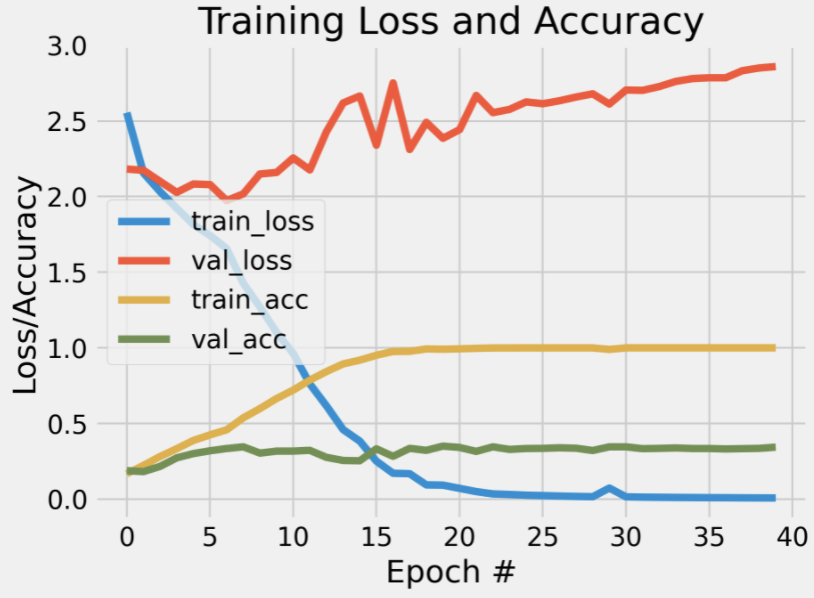 Training Loss and Accuracy
3.0
2.5
2.0
1.5
1.0
0.5
0.0
Loss/Accuracy
train_loss
val_loss
train_acc
val_acc
0 5 10 15 20 25 30 35 40
Epoch #